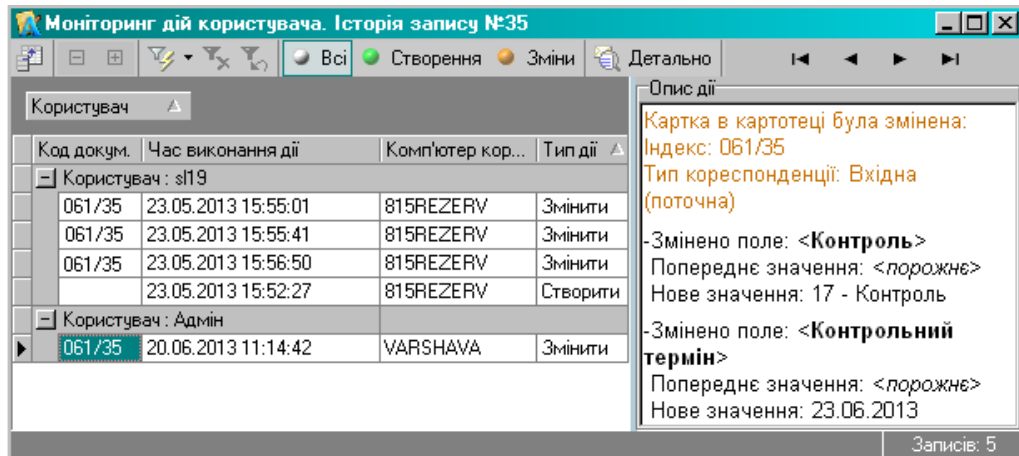 Моніторинг дій користувача. Історія запису №35
Всі Створення Зміни Детально
Користувач
Код докум. Час виконання дії Комп'ютер кор... Тип дії
Користувач : sl19
061/35 23.05.2013 15:55:01 815REZERV Змінити
061/35 23.05.2013 15:55:41 815REZERV Змінити
061/35 23.05.2013 15:56:50 815REZERV Змінити
23.05.2013 15:52:27 815REZERV Створити
Користувач : Адмін
061/35 20.06.2013 11:14:42 VARSHAVA Змінити
Опис дії
Картка в картотеці була змінена:
Індекс: 061/35
Тип кореспонденції: Вхідна
(поточна)
-Змінено поле: <Контроль>
Попереднє значення: <порожнє>
Нове значення: 17 - Контроль
-Змінено поле: <Контрольний
термін>
Попереднє значення: <порожнє>
Нове значення: 23.06.2013
Записів: 5